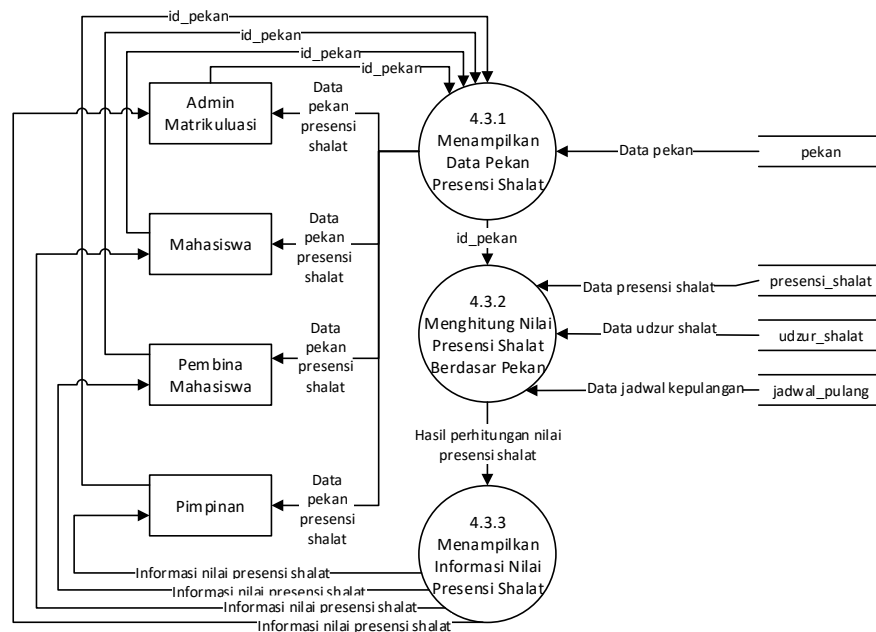 id_pekan
id_pekan
id_pekan
id_pekan
Admin
Matrikuluasi
Data
pekan
presensi
shalat
4.3.1
Menampilkan
Data Pekan
Presensi Shalat
Data pekan
pekan
Mahasiswa
Data
pekan
presensi
shalat
id_pekan
4.3.2
Menghitung Nilai
Presensi Shalat
Berdasar Pekan
Data presensi shalat
presensi_shalat
Data udzur shalat
udzur_shalat
Data jadwal kepulangan
jadwal_pulang
Pembina
Mahasiswa
Data
pekan
presensi
shalat
Hasil perhitungan nilai
presensi shalat
Pimpinan
Data
pekan
presensi
shalat
4.3.3
Menampilkan
Informasi Nilai
Presensi Shalat
Informasi nilai presensi shalat
Informasi nilai presensi shalat
Informasi nilai presensi shalat
Informasi nilai presensi shalat